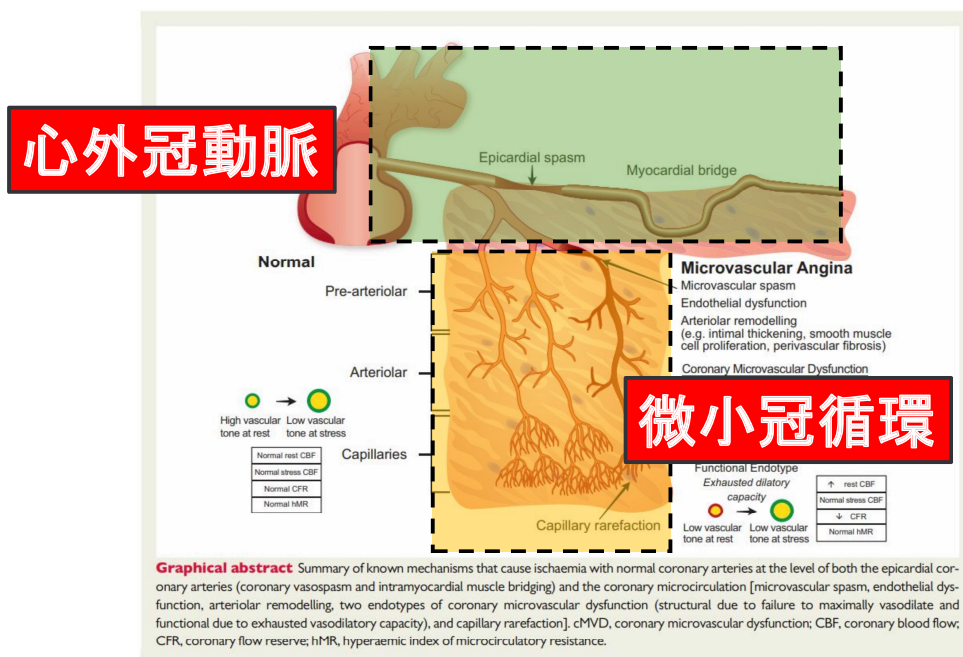 心外冠動脈
Epicardial spasm
Myocardial bridge
Normal
Pre-arteriolar
Arteriolar
Capillaries
High vascular
tone at rest
Low vascular
tone at stress
Normal rest CBF
Normal stress CBF
Normal CFR
Normal hMR
Microvascular Angina
Microvascular spasm
Endothelial dysfunction
Arteriolar remodelling
(e.g. intimal thickening, smooth muscle
cell proliferation, perivascular fibrosis)
Coronary Microvascular Dysfunction
微小冠循環
Functional Endotype
Exhausted dilatory
capacity
Low vascular
tone at rest
Low vascular
tone at stress
↑ rest CBF
Normal stress CBF
↓ CFR
Normal hMR
Capillary rarefaction
Graphical abstract Summary of known mechanisms that cause ischaemia with normal coronary arteries at the level of both the epicardial cor-
onary arteries (coronary vasospasm and intramyocardial muscle bridging) and the coronary microcirculation [microvascular spasm, endothelial dys-
function, arteriolar remodelling, two endotypes of coronary microvascular dysfunction (structural due to failure to maximally vasodilate and
functional due to exhausted vasodilatory capacity), and capillary rarefaction]. cMVD, coronary microvascular dysfunction; CBF, coronary blood flow;
CFR, coronary flow reserve; hMR, hyperaemic index of microcirculatory resistance.